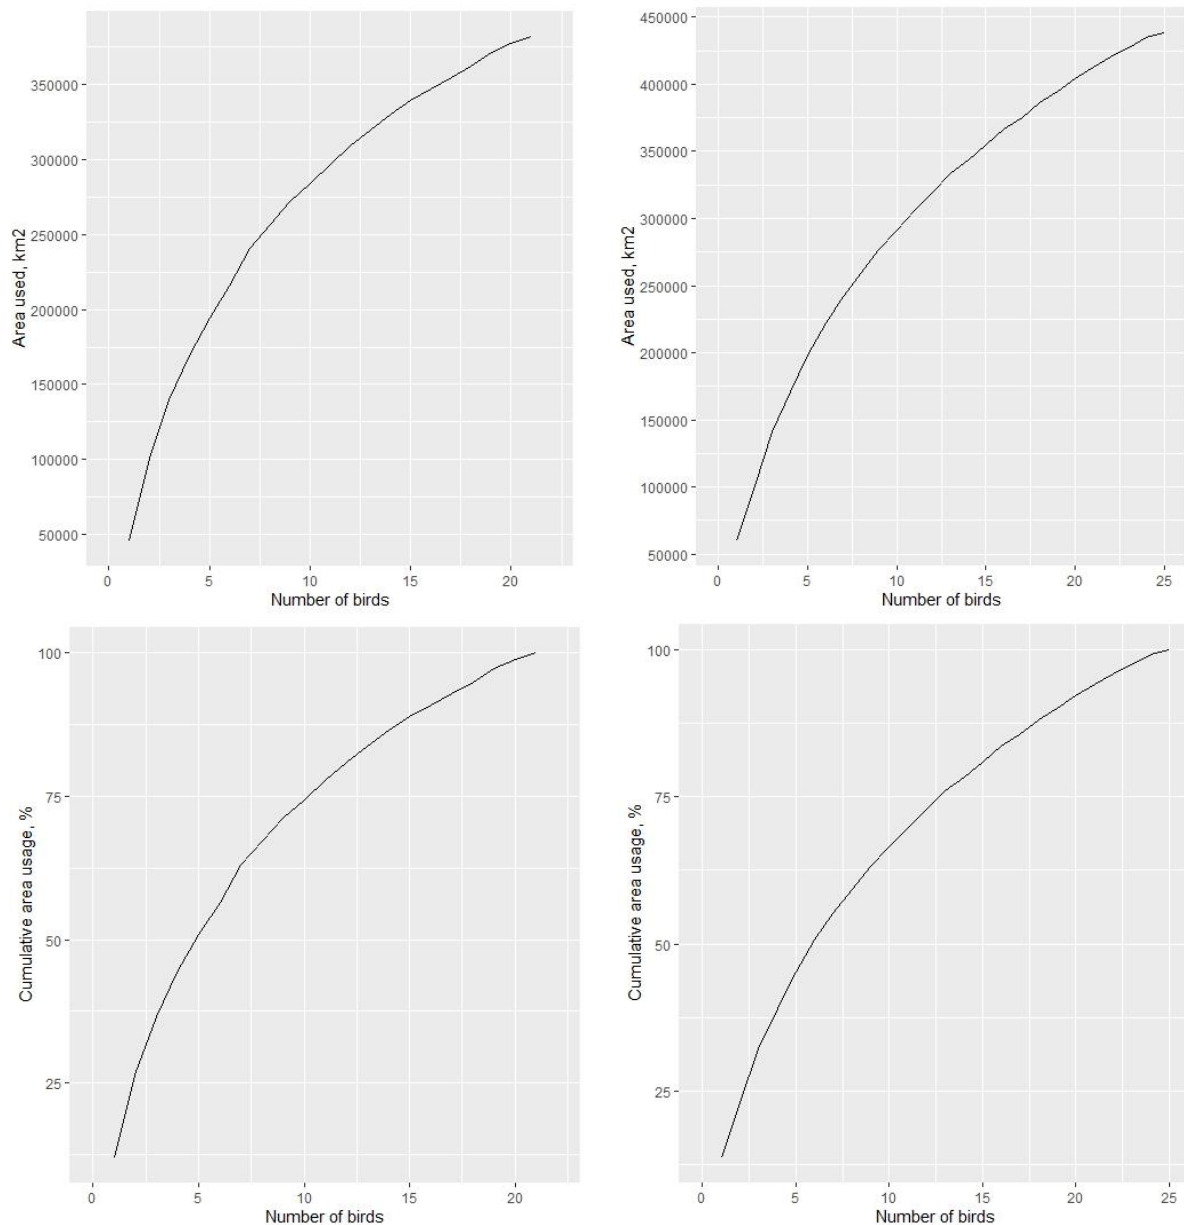 Area used, km2
350000
300000
250000
200000
150000
100000
50000
0 5 10 15 20
Number of birds
Area used, km2
450000
400000
350000
300000
250000
200000
150000
100000
50000
0 5 10 15 20 25
Number of birds
Cumulative area usage, %
100
75
50
25
0 5 10 15 20
Number of birds
Cumulative area usage, %
100
75
50
25
0 5 10 15 20 25
Number of birds